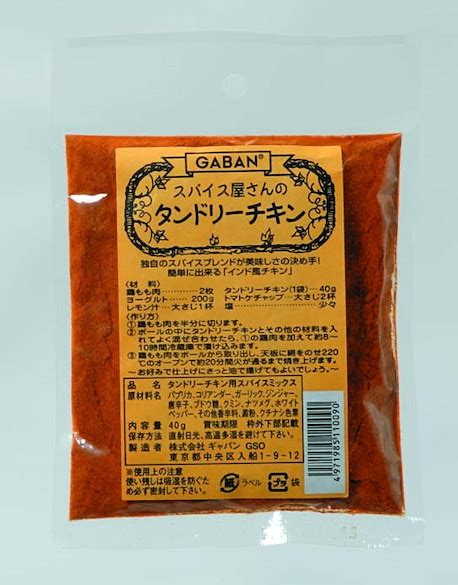 GABAN®
スパイス屋さんの
タンドリーチキン
独自のスパイスブレンドが美味しさの決め手!
簡単に出来る「インド風チキン」
〈材 料〉
鶏もも肉……………2枚 タンドリーチキン(1袋)…40g
ヨーグルト………200g トマトケチャップ…大さじ2杯
レモン汁…大さじ1杯 塩………………少々
〈作り方〉
①鶏もも肉を半分に切ります。
②ボールの中にタンドリーチキンとその他の材料を入
れてよく混ぜ合わせたら、①の鶏肉を加えて約8〜
10時間冷蔵庫で漬け込みます。
③鶏もも肉をボールから取り出し、天板に網をのせ220℃
でのオーブンで約20分間火が通るまで焼き上げます。
〜お好みで仕上げにさっと油で揚げてもよいでしょう。〜
品 名 タンドリーチキン用スパイスミックス
原材料名 パプリカ、コリアンダー、ガーリック、ジンジャー、
唐辛子、ブドウ糖、クミン、ナツメグ、ホワイト
ペッパー、その他香辛料、澱粉、クチナシ色素
内容量 40g 賞味期限 枠外下部記載
保存方法 直射日光、高温多湿を避けて下さい。
製造者 株式会社 ギャバン GSO
東京都中央区入船1-9-12
※使用上の注意
使い残しは吸湿を防ぐた
め必ず密封して下さい。
紙 ラベル
プラ 袋
4971985110090